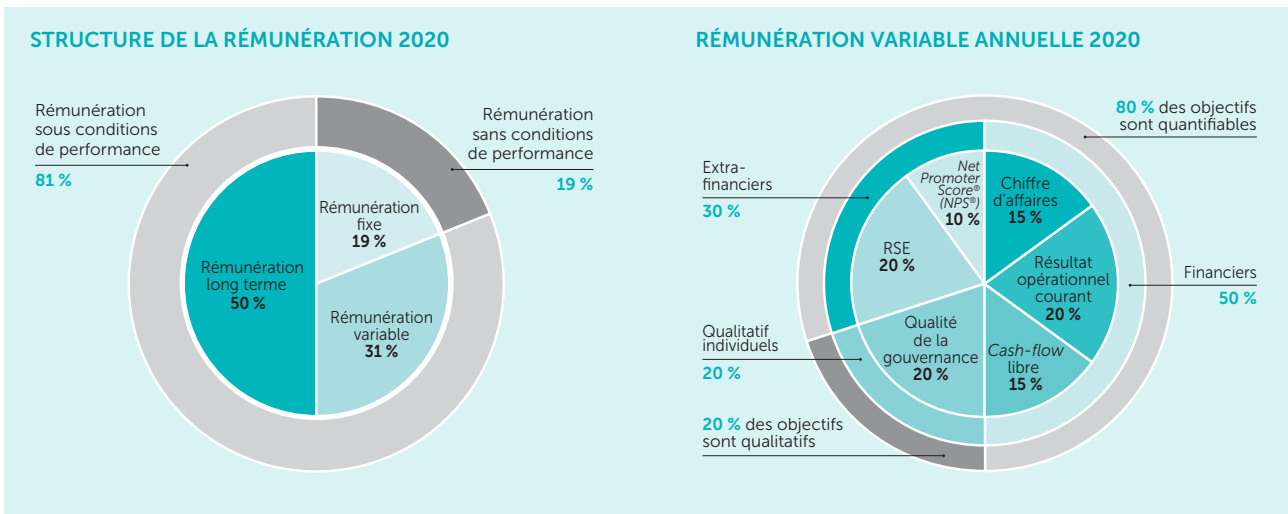 STRUCTURE DE LA RÉMUNÉRATION 2020
Rémunération
sous conditions
de performance
81 %
Rémunération
sans conditions
de performance
19 %
Rémunération
fixe
19 %
Rémunération
long terme
50 %
Rémunération
variable
31 %
RÉMUNÉRATION VARIABLE ANNUELLE 2020
80 % des objectifs
sont quantifiables
Extra-
financiers
30 %
Net
Promoter
Score®
(NPS®)
10 %
Chiffre
d'affaires
15 %
RSE
20 %
Résultat
opérationnel
courant
20 %
Financiers
50 %
Qualitatif
individuels
20 %
Qualité
de la
gouvernance
20 %
Cash-flow
libre
15 %
20 % des objectifs
sont qualitatifs